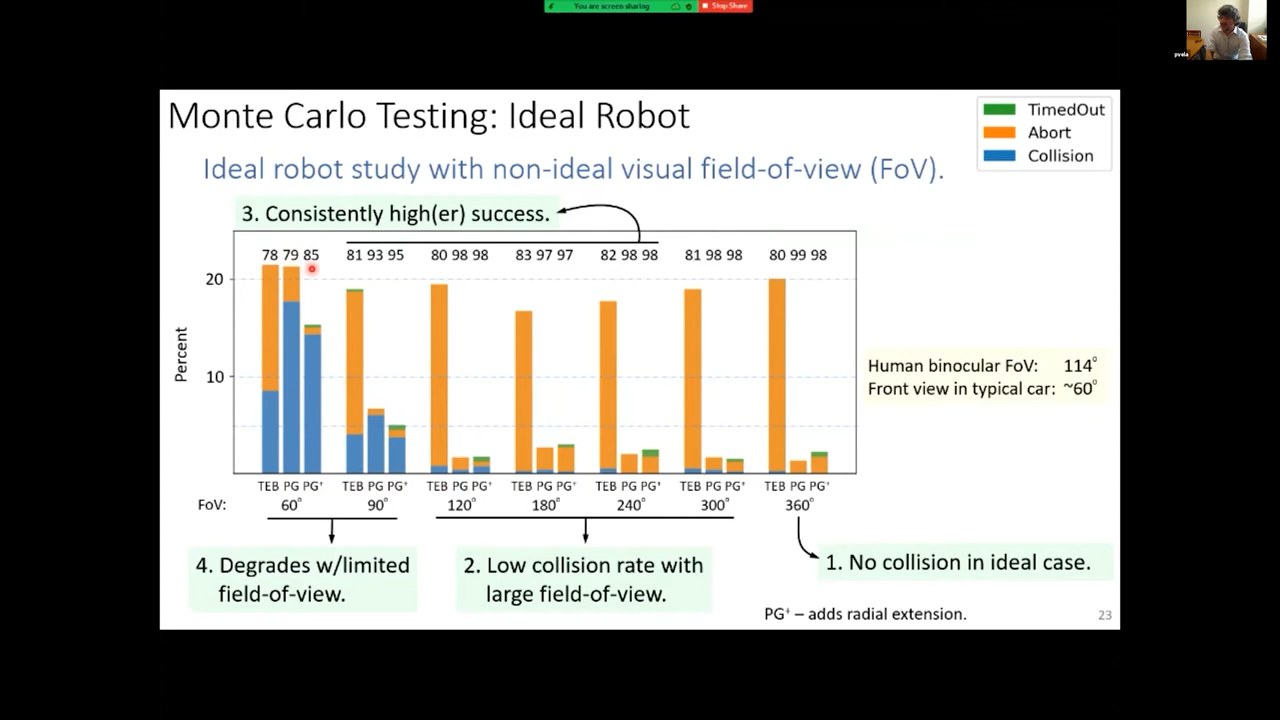 You are screen sharing
Stop Share
pvela
Monte Carlo Testing: Ideal Robot
TimedOut
Abort
Collision
Ideal robot study with non-ideal visual field-of-view (FoV).
3. Consistently high(er) success.
78 79 85 81 93 95 80 98 98 83 97 97 82 98 98 81 98 98 80 99 98
20
10
Percent
Human binocular FoV: 114°
Front view in typical car: ~60°
TEB PG PG⁺ TEB PG PG⁺ TEB PG PG⁺ TEB PG PG⁺ TEB PG PG⁺ TEB PG PG⁺ TEB PG PG⁺
FoV: 60° 90° 120° 180° 240° 300° 360°
4. Degrades w/limited
field-of-view.
2. Low collision rate with
large field-of-view.
1. No collision in ideal case.
PG⁺ – adds radial extension.
23